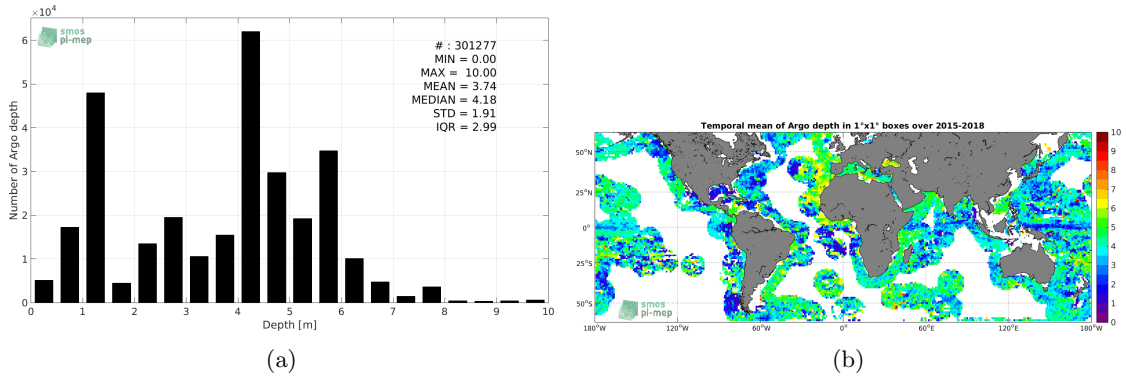 ×10⁴
smos
pi-mep
# : 301277
MIN = 0.00
MAX = 10.00
MEAN = 3.74
MEDIAN = 4.18
STD = 1.91
IQR = 2.99
Number of Argo depth
6
5
4
3
2
1
0
0 1 2 3 4 5 6 7 8 9 10
Depth [m]
(a)
Temporal mean of Argo depth in 1°x1° boxes over 2015-2018
50°N
25°N
0°
25°S
50°S
smos
pi-mep
180°W 120°W 60°W 0° 60°E 120°E 180°W
10
9
8
7
6
5
4
3
2
1
0
(b)